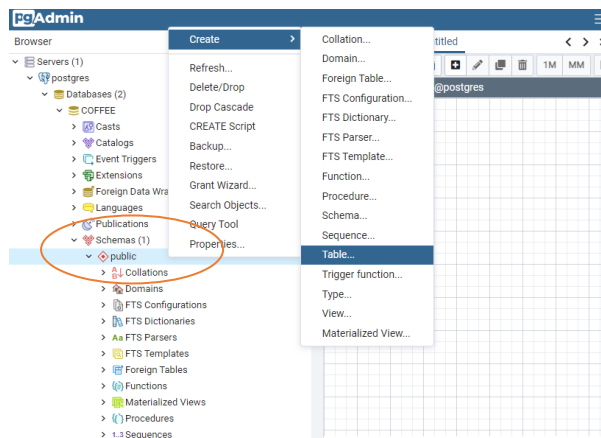 pgAdmin
Browser
Servers (1)
postgres
Databases (2)
COFFEE
Casts
Catalogs
Event Triggers
Extensions
Foreign Data Wra
Languages
Publications
Schemas (1)
public
Collations
Domains
FTS Configurations
FTS Dictionaries
Aa FTS Parsers
FTS Templates
Foreign Tables
Functions
Materialized Views
Procedures
1..3 Sequences
Create
Refresh...
Delete/Drop
Drop Cascade
CREATE Script
Backup...
Restore...
Grant Wizard...
Search Objects...
Query Tool
Properties...
Collation...
Domain...
Foreign Table...
FTS Configuration...
FTS Dictionary...
FTS Parser...
FTS Template...
Function...
Procedure...
Schema...
Sequence...
Table...
Trigger function...
Type...
View...
Materialized View...
titled
1M MM
@postgres